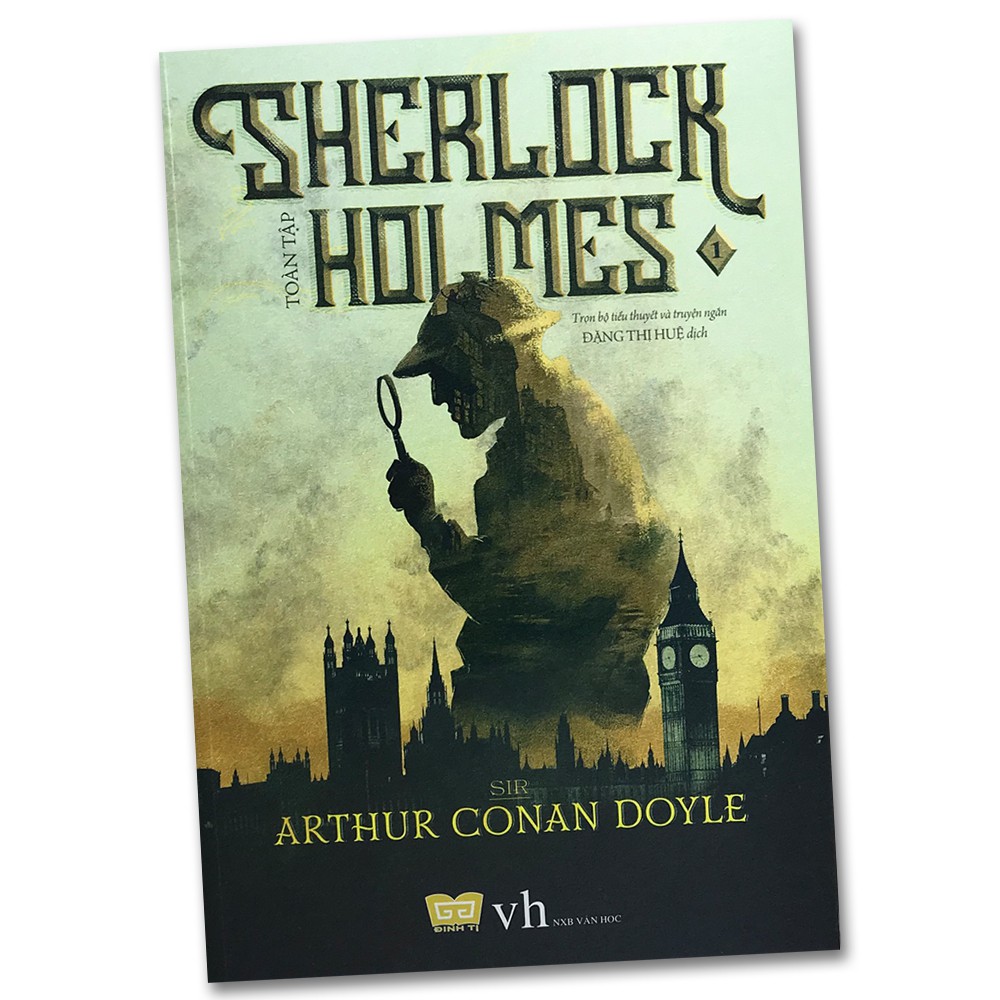 SHERLOCK
TOÀN TẬP
HOLMES 1
Trọn bộ tiểu thuyết và truyện ngắn
ĐẶNG THỊ HUỆ dịch
SIR
ARTHUR CONAN DOYLE
ĐINH TỊ
vh NXB VĂN HỌC